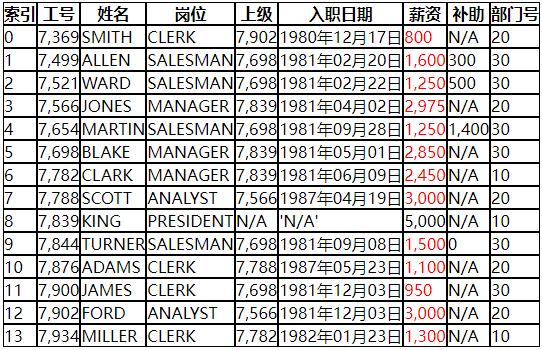 索引 工号 姓名 岗位 上级 入职日期 薪资 补助 部门号
0 7,369 SMITH CLERK 7,902 1980年12月17日 800 N/A 20
1 7,499 ALLEN SALESMAN 7,698 1981年02月20日 1,600 300 30
2 7,521 WARD SALESMAN 7,698 1981年02月22日 1,250 500 30
3 7,566 JONES MANAGER 7,839 1981年04月02日 2,975 N/A 20
4 7,654 MARTIN SALESMAN 7,698 1981年09月28日 1,250 1,400 30
5 7,698 BLAKE MANAGER 7,839 1981年05月01日 2,850 N/A 30
6 7,782 CLARK MANAGER 7,839 1981年06月09日 2,450 N/A 10
7 7,788 SCOTT ANALYST 7,566 1987年04月19日 3,000 N/A 20
8 7,839 KING PRESIDENT N/A 'N/A' 5,000 N/A 10
9 7,844 TURNER SALESMAN 7,698 1981年09月08日 1,500 0 30
10 7,876 ADAMS CLERK 7,788 1987年05月23日 1,100 N/A 20
11 7,900 JAMES CLERK 7,698 1981年12月03日 950 N/A 30
12 7,902 FORD ANALYST 7,566 1981年12月03日 3,000 N/A 20
13 7,934 MILLER CLERK 7,782 1982年01月23日 1,300 N/A 10